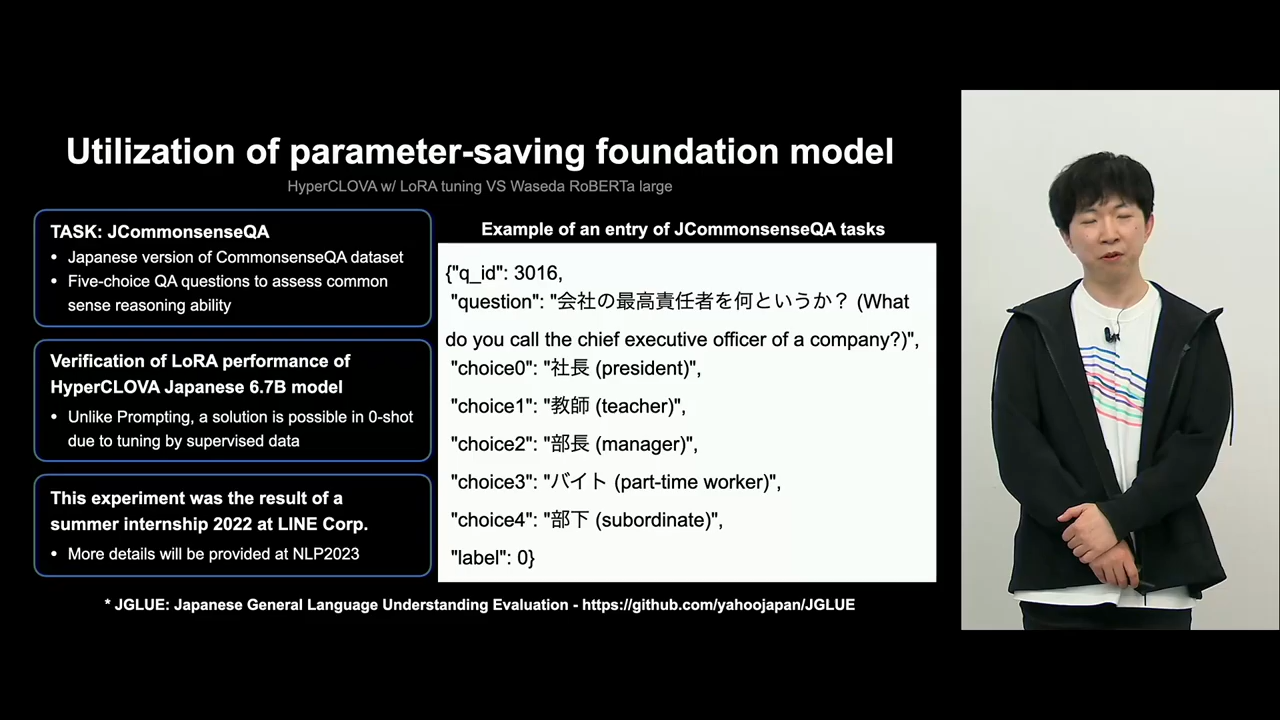 Utilization of parameter-saving foundation model
HyperCLOVA w/ LoRA tuning VS Waseda RoBERTa large
TASK: JCommonsenseQA
• Japanese version of CommonsenseQA dataset
• Five-choice QA questions to assess common
sense reasoning ability
Verification of LoRA performance of
HyperCLOVA Japanese 6.7B model
• Unlike Prompting, a solution is possible in 0-shot
due to tuning by supervised data
This experiment was the result of a
summer internship 2022 at LINE Corp.
• More details will be provided at NLP2023
Example of an entry of JCommonsenseQA tasks
{"q_id": 3016,
"question": "会社の最高責任者を何というか？ (What
do you call the chief executive officer of a company?)",
"choice0": "社長 (president)",
"choice1": "教師 (teacher)",
"choice2": "部長 (manager)",
"choice3": "バイト (part-time worker)",
"choice4": "部下 (subordinate)",
"label": 0}
* JGLUE: Japanese General Language Understanding Evaluation - https://github.com/yahoojapan/JGLUE